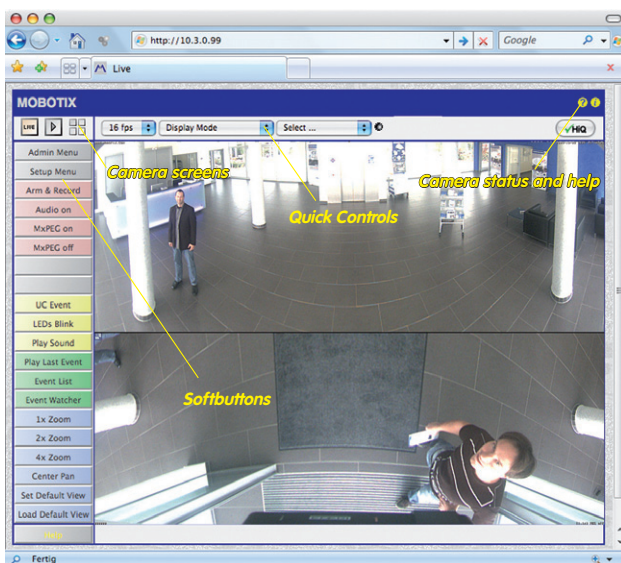 http://10.3.0.99
Google
Live
MOBOTIX
LIVE
16 fps
Display Mode
Select ...
HiQ
Admin Menu
Setup Menu
Arm & Record
Audio on
MxPEG on
MxPEG off
Camera screens
Quick Controls
Camera status and help
UC Event
LEDs Blink
Play Sound
Play Last Event
Event List
Event Watcher
Softbuttons
1x Zoom
2x Zoom
4x Zoom
Center Pan
Set Default View
Load Default View
Help
Fertig